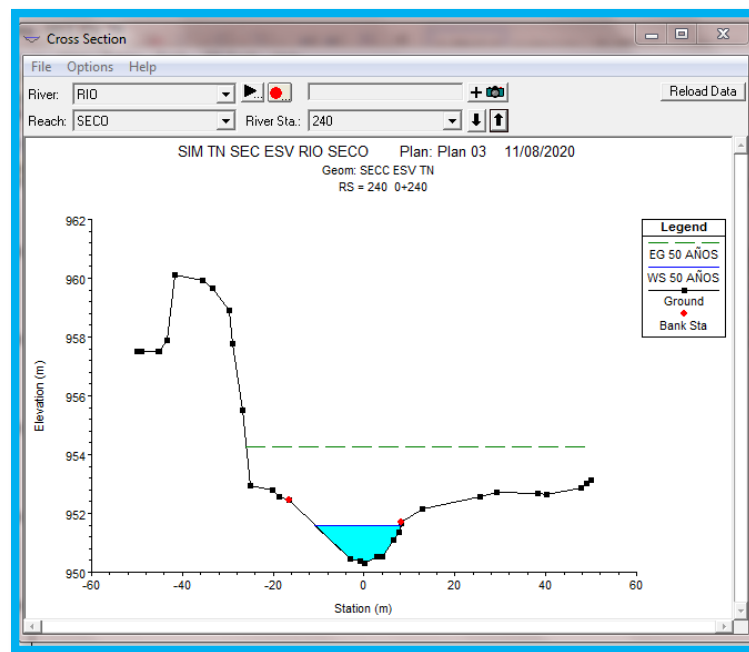 Cross Section
File Options Help
River: RIO
Reload Data
Reach: SECO River Sta.: 240
SIM TN SEC ESV RIO SECO Plan: Plan 03 11/08/2020
Geom: SECC ESV TN
RS = 240 0+240
Legend
EG 50 AÑOS
WS 50 AÑOS
Ground
Bank Sta
Elevation (m)
962
960
958
956
954
952
950
-60 -40 -20 0 20 40 60
Station (m)